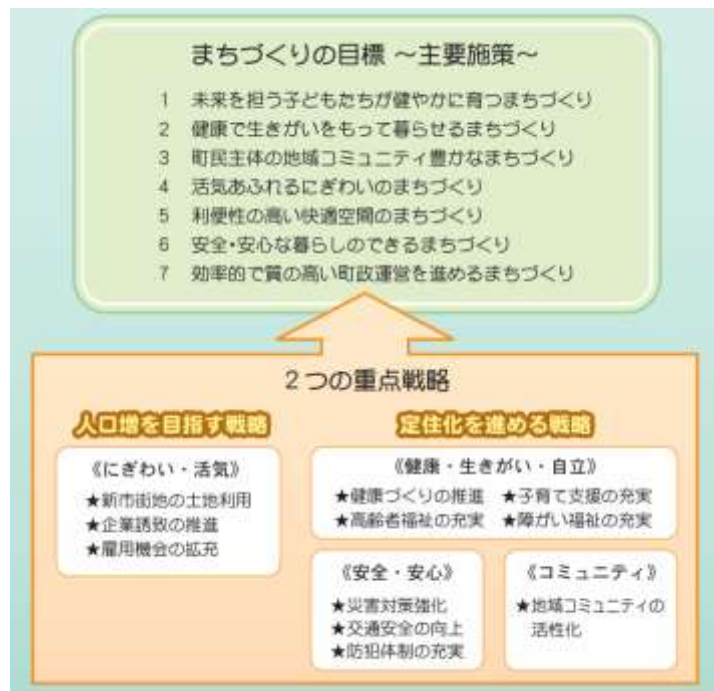 まちづくりの目標 ～主要施策～
1 未来を担う子どもたちが健やかに育つまちづくり
2 健康で生きがいをもって暮らせるまちづくり
3 町民主体の地域コミュニティ豊かなまちづくり
4 活気あふれるにぎわいのまちづくり
5 利便性の高い快適空間のまちづくり
6 安全・安心な暮らしのできるまちづくり
7 効率的で質の高い町政運営を進めるまちづくり
2つの重点戦略
人口増を目指す戦略
《にぎわい・活気》
★新市街地の土地利用
★企業誘致の推進
★雇用機会の拡充
定住化を進める戦略
《健康・生きがい・自立》
★健康づくりの推進 ★子育て支援の充実
★高齢者福祉の充実 ★障がい福祉の充実
《安全・安心》
★災害対策強化
★交通安全の向上
★防犯体制の充実
《コミュニティ》
★地域コミュニティの
活性化